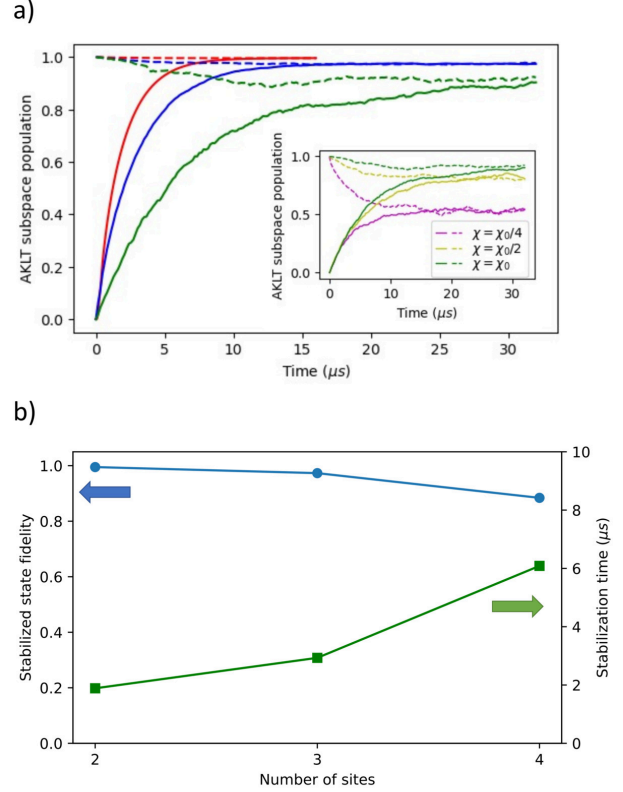 a)
AKLT subspace population
1.0
0.8
0.6
0.4
0.2
0.0
0 5 10 15 20 25 30
Time (μs)
AKLT subspace population
1.0
0.5
0.0
0 10 20 30
Time (μs)
χ = χ₀/4
χ = χ₀/2
χ = χ₀
b)
Stabilized state fidelity
1.0
0.8
0.6
0.4
0.2
0.0
2 3 4
Number of sites
10
8
6
4
2
0
Stabilization time (μs)